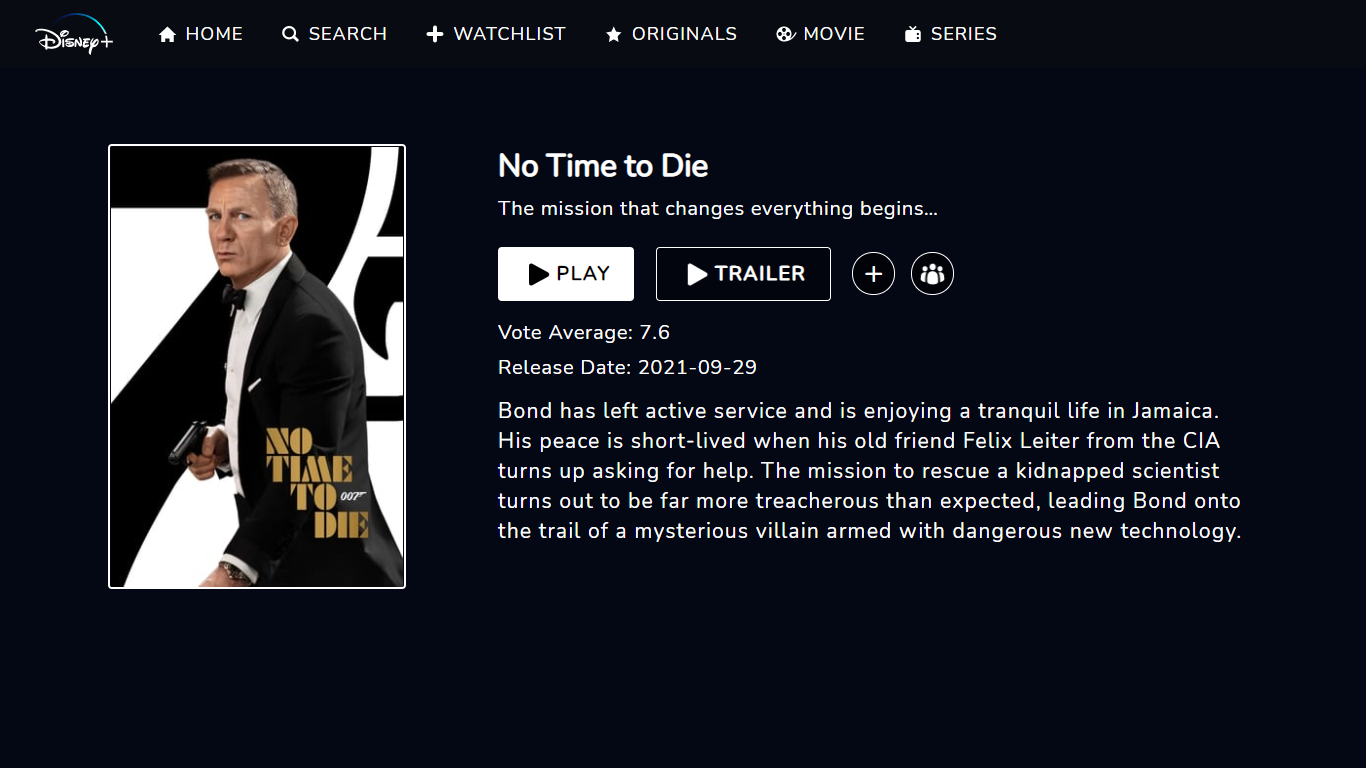 Disney+ HOME SEARCH WATCHLIST ORIGINALS MOVIE SERIES
No Time to Die
The mission that changes everything begins...
PLAY TRAILER
Vote Average: 7.6
Release Date: 2021-09-29
Bond has left active service and is enjoying a tranquil life in Jamaica.
His peace is short-lived when his old friend Felix Leiter from the CIA
turns up asking for help. The mission to rescue a kidnapped scientist
turns out to be far more treacherous than expected, leading Bond onto
the trail of a mysterious villain armed with dangerous new technology.
NO
TIME
TO 007
DIE